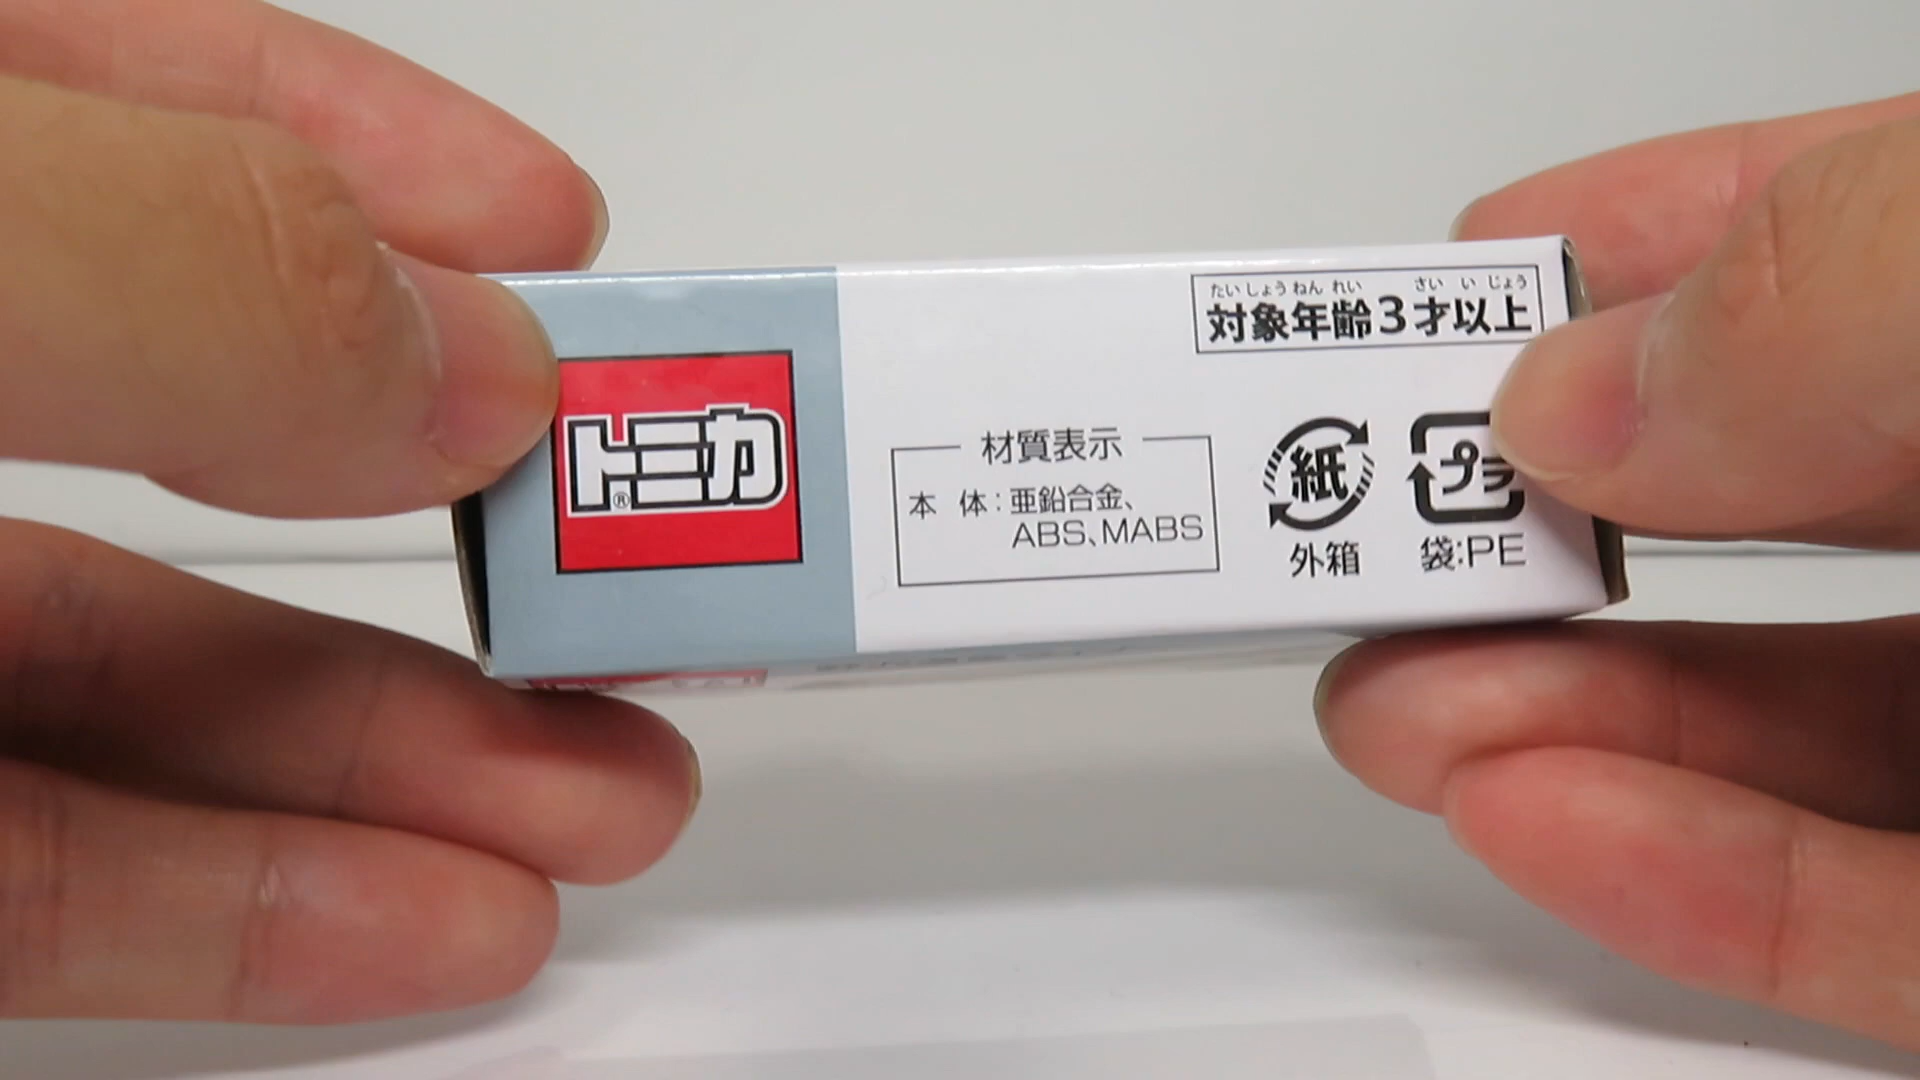 たいしょうねんれい さいいじょう
対象年齢3才以上
トミカ®
材質表示
本 体:亜鉛合金、
ABS、MABS
紙
外箱
プラ
袋:PE